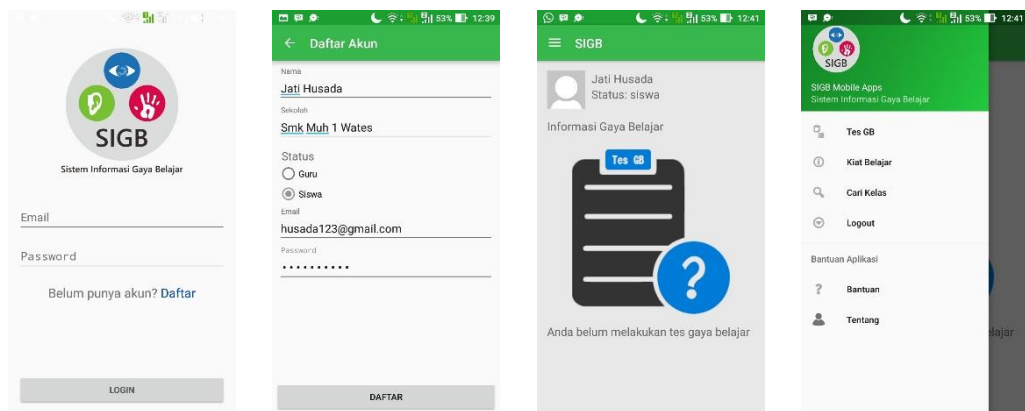 SIGB
Sistem Informasi Gaya Belajar
Email
Password
Belum punya akun? Daftar
LOGIN
53% 12:39
Daftar Akun
Nama
Jati Husada
Sekolah
Smk Muh 1 Wates
Status
Guru
Siswa
Email
husada123@gmail.com
Password
DAFTAR
53% 12:41
SIGB
Jati Husada
Status: siswa
Informasi Gaya Belajar
Tes GB
?
Anda belum melakukan tes gaya belajar
53% 12:41
SIGB
SIGB Mobile Apps
Sistem Informasi Gaya Belajar
Tes GB
Kiat Belajar
Cari Kelas
Logout
Bantuan Aplikasi
? Bantuan
Tentang
elajar